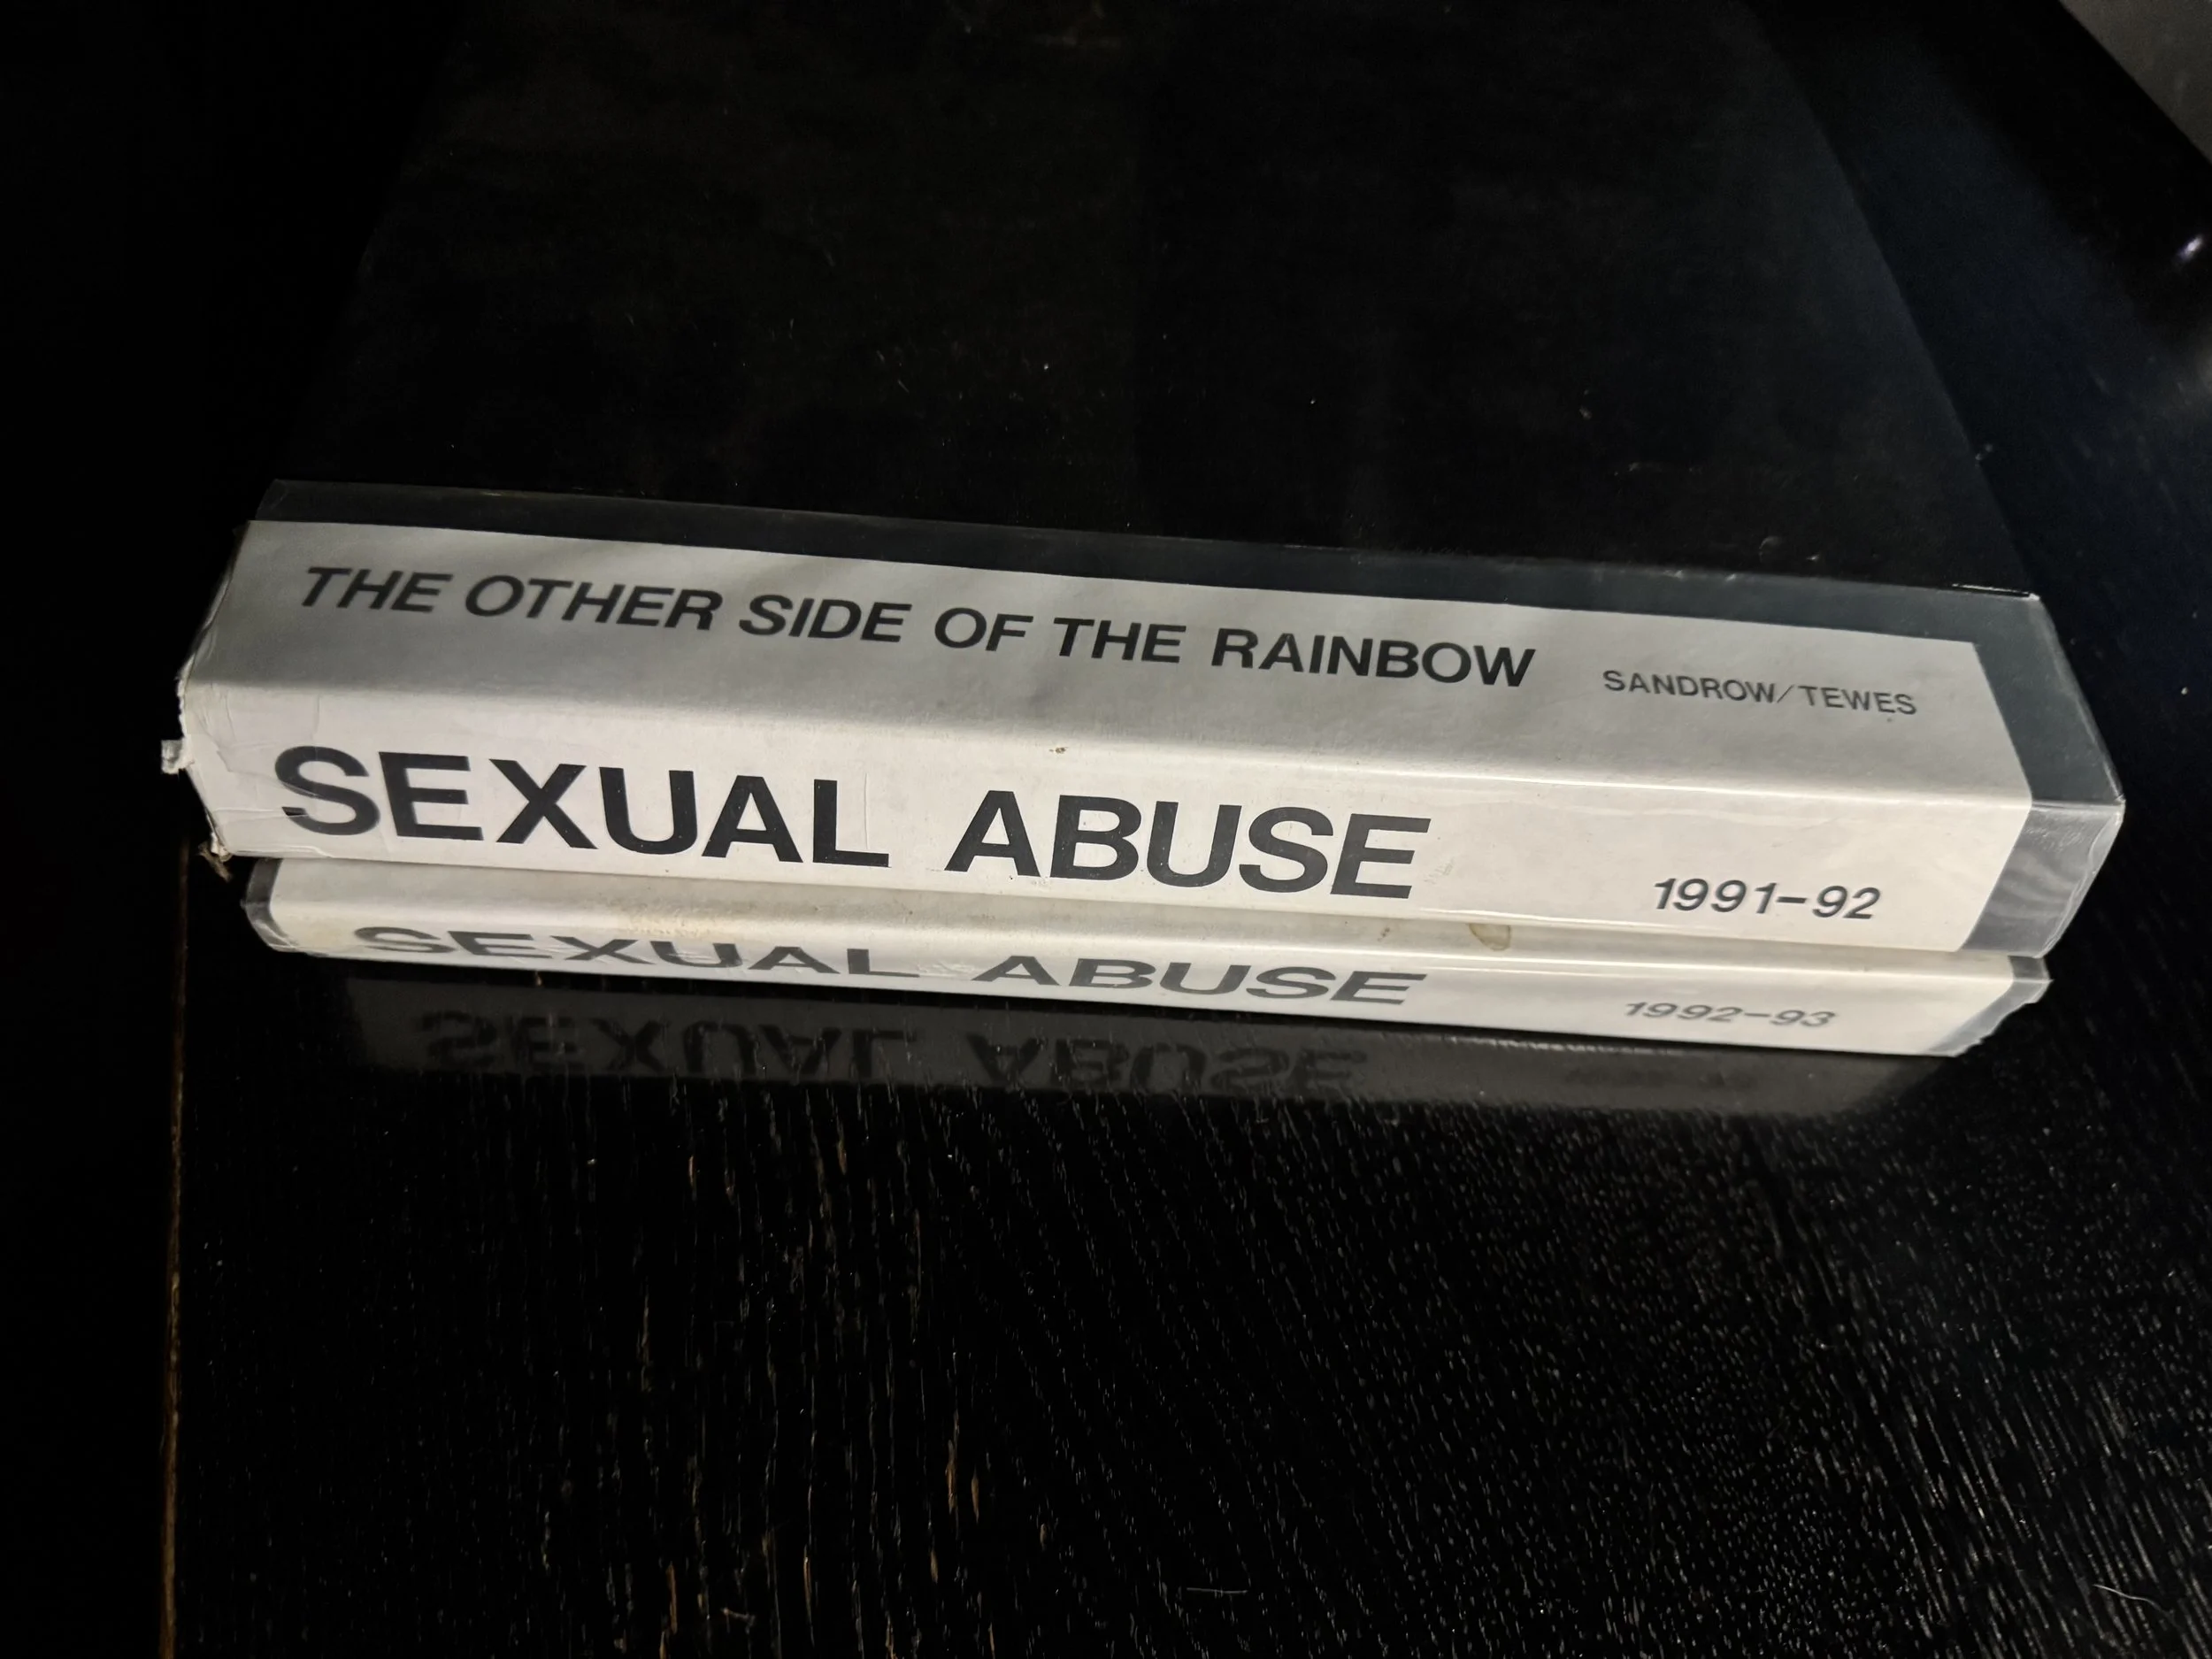 THE OTHER SIDE OF THE RAINBOW
SANDROW/TEWES
SEXUAL ABUSE
1991-92
SEXUAL ABUSE
1992-93